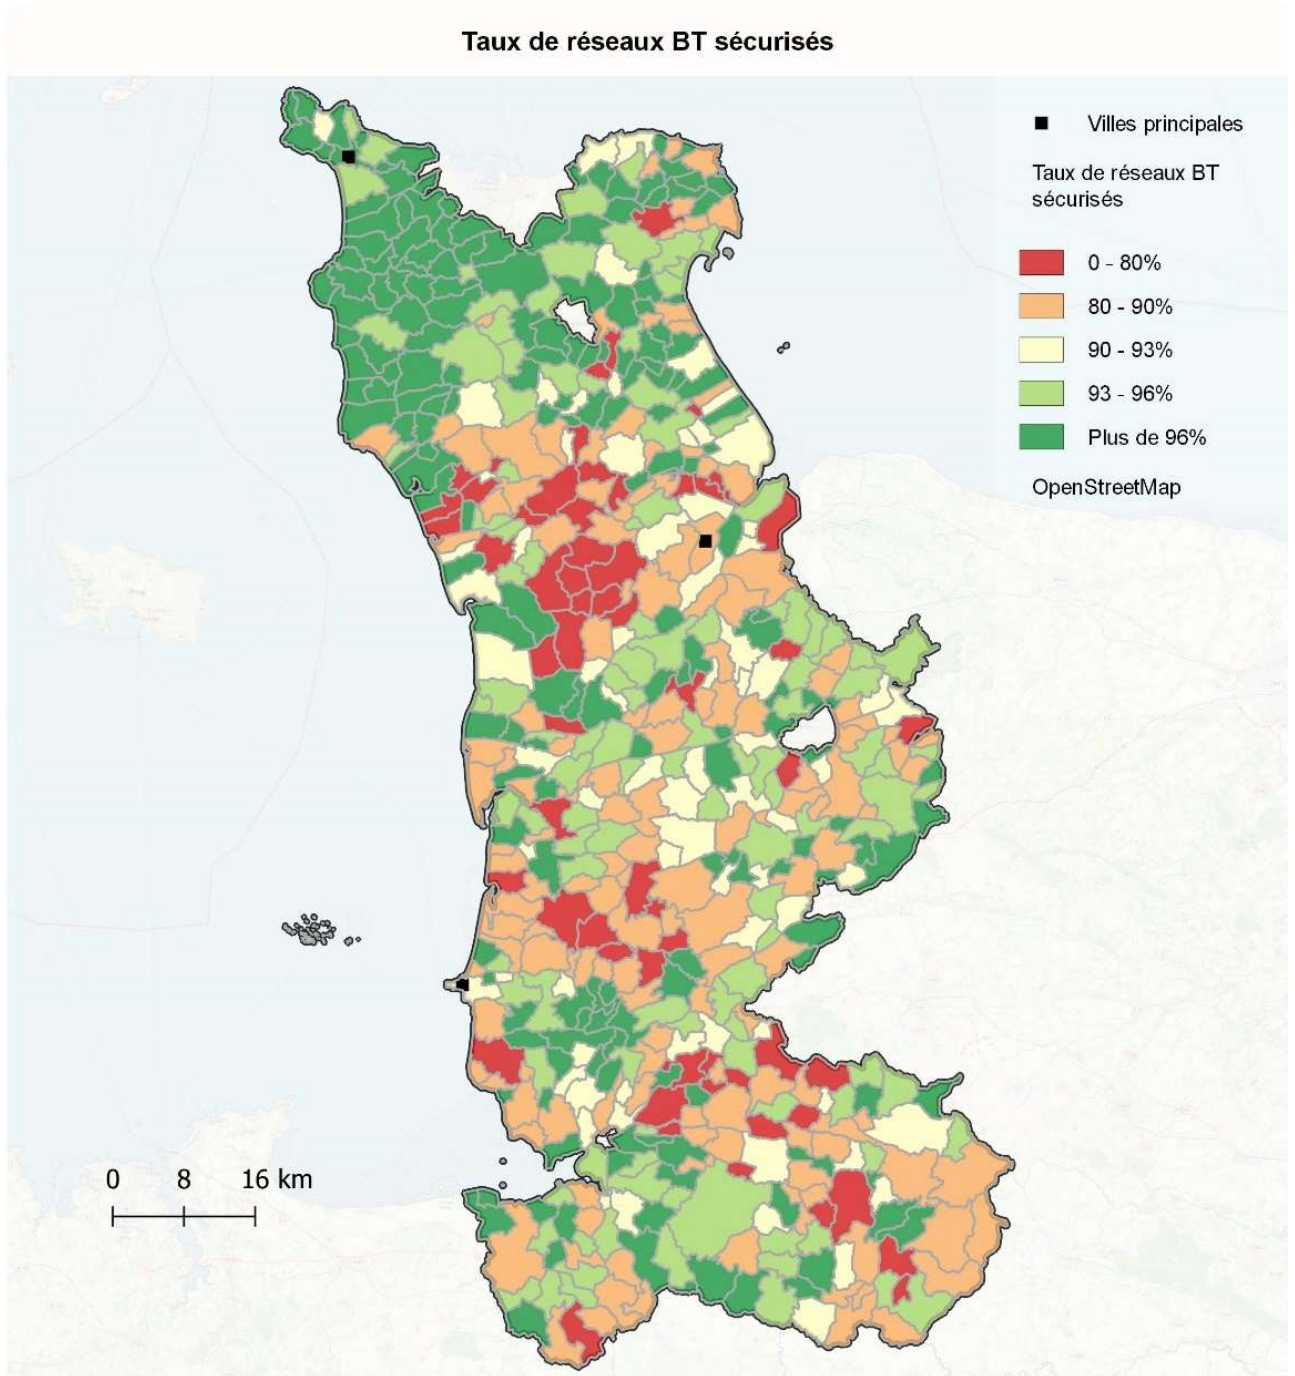 Taux de réseaux BT sécurisés
Villes principales
Taux de réseaux BT
sécurisés
0 - 80%
80 - 90%
90 - 93%
93 - 96%
Plus de 96%
OpenStreetMap
0 8 16 km